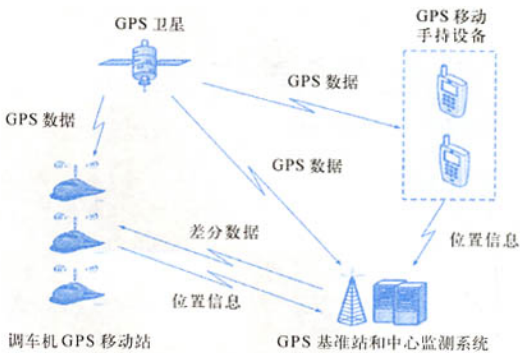 GPS 卫星
GPS 移动
手持设备
GPS 数据
GPS 数据
GPS 数据
差分数据
位置信息
位置信息
调车机 GPS 移动站
GPS 基准站和中心监测系统